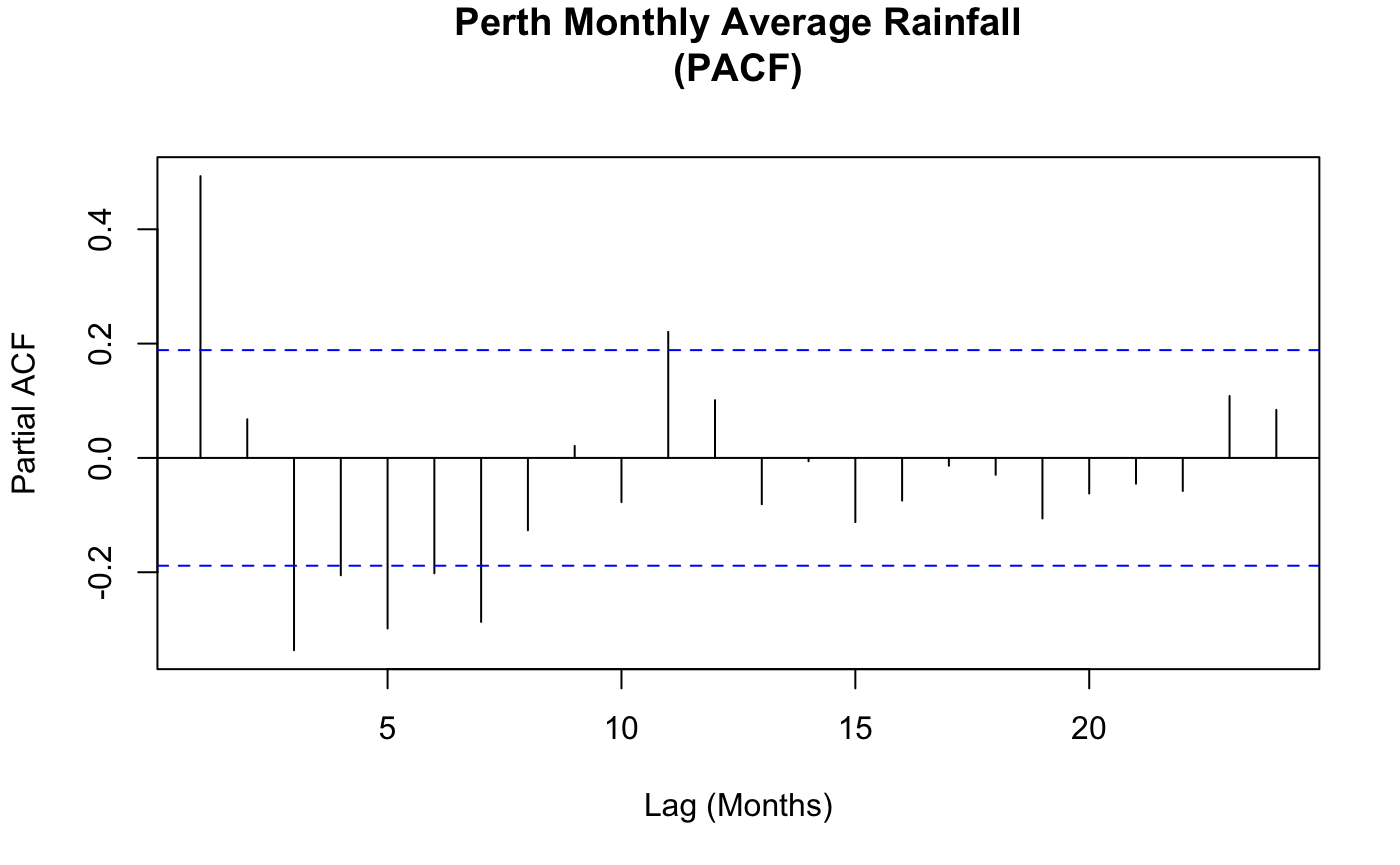 Perth Monthly Average Rainfall
(PACF)
Partial ACF
0.4
0.2
0.0
-0.2
5 10 15 20
Lag (Months)